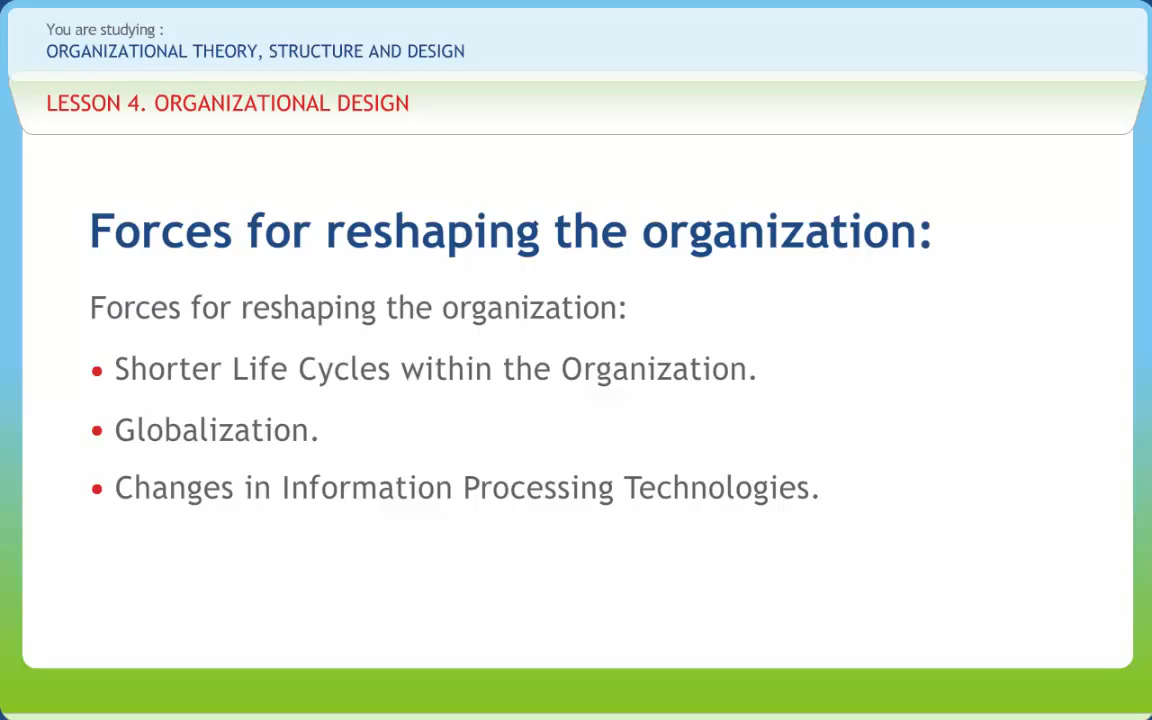 You are studying :
ORGANIZATIONAL THEORY, STRUCTURE AND DESIGN
LESSON 4. ORGANIZATIONAL DESIGN
Forces for reshaping the organization:
Forces for reshaping the organization:
• Shorter Life Cycles within the Organization.
• Globalization.
• Changes in Information Processing Technologies.